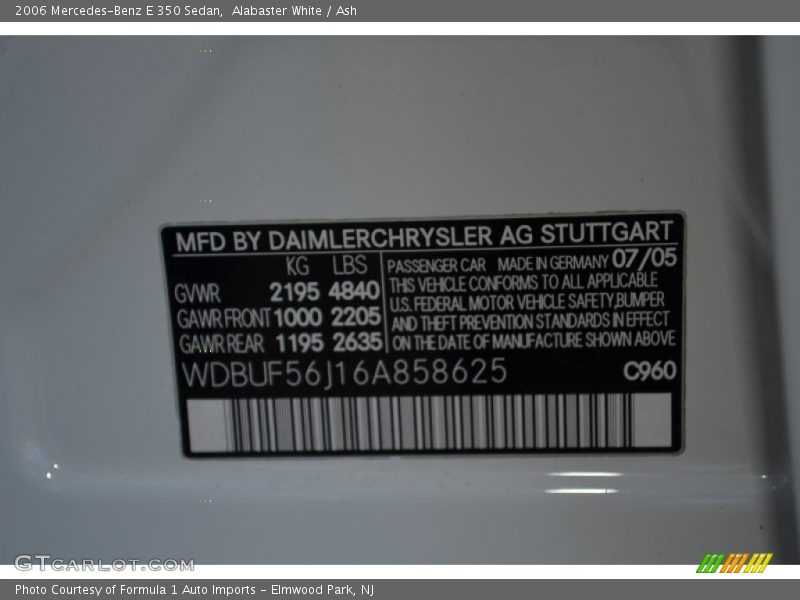 2006 Mercedes-Benz E 350 Sedan, Alabaster White / Ash
MFD BY DAIMLERCHRYSLER AG STUTTGART
KG LBS
GVWR 2195 4840
GAWR FRONT 1000 2205
GAWR REAR 1195 2635
PASSENGER CAR MADE IN GERMANY 07/05
THIS VEHICLE CONFORMS TO ALL APPLICABLE
U.S. FEDERAL MOTOR VEHICLE SAFETY, BUMPER
AND THEFT PREVENTION STANDARDS IN EFFECT
ON THE DATE OF MANUFACTURE SHOWN ABOVE
WDBUF56J16A858625 C960
GTCARLOT.COM
Photo Courtesy of Formula 1 Auto Imports - Elmwood Park, NJ